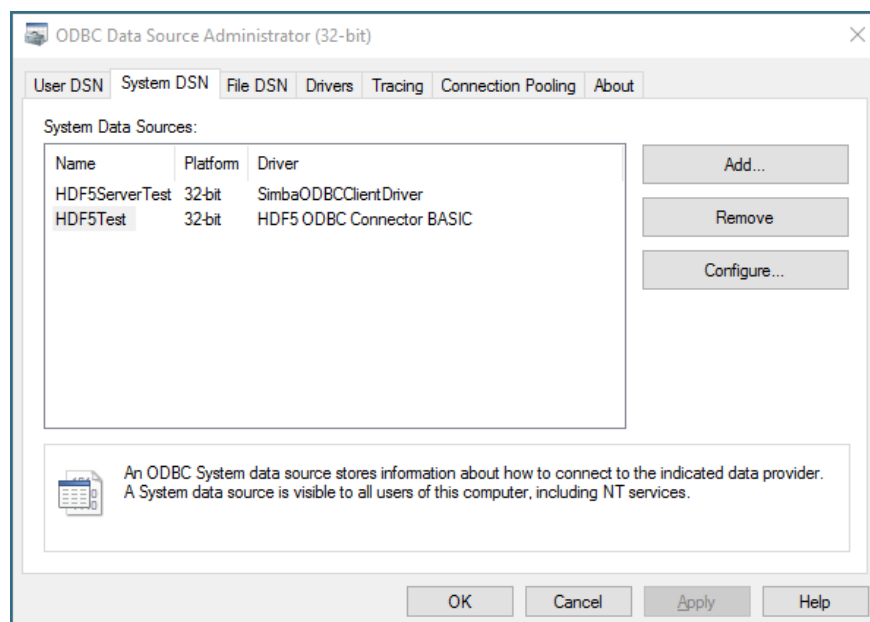 ODBC Data Source Administrator (32-bit)
User DSN System DSN File DSN Drivers Tracing Connection Pooling About
System Data Sources:
Name Platform Driver
HDF5ServerTest 32-bit SimbaODBCClientDriver
HDF5Test 32-bit HDF5 ODBC Connector BASIC
Add...
Remove
Configure...
An ODBC System data source stores information about how to connect to the indicated data provider.
A System data source is visible to all users of this computer, including NT services.
OK Cancel Apply Help